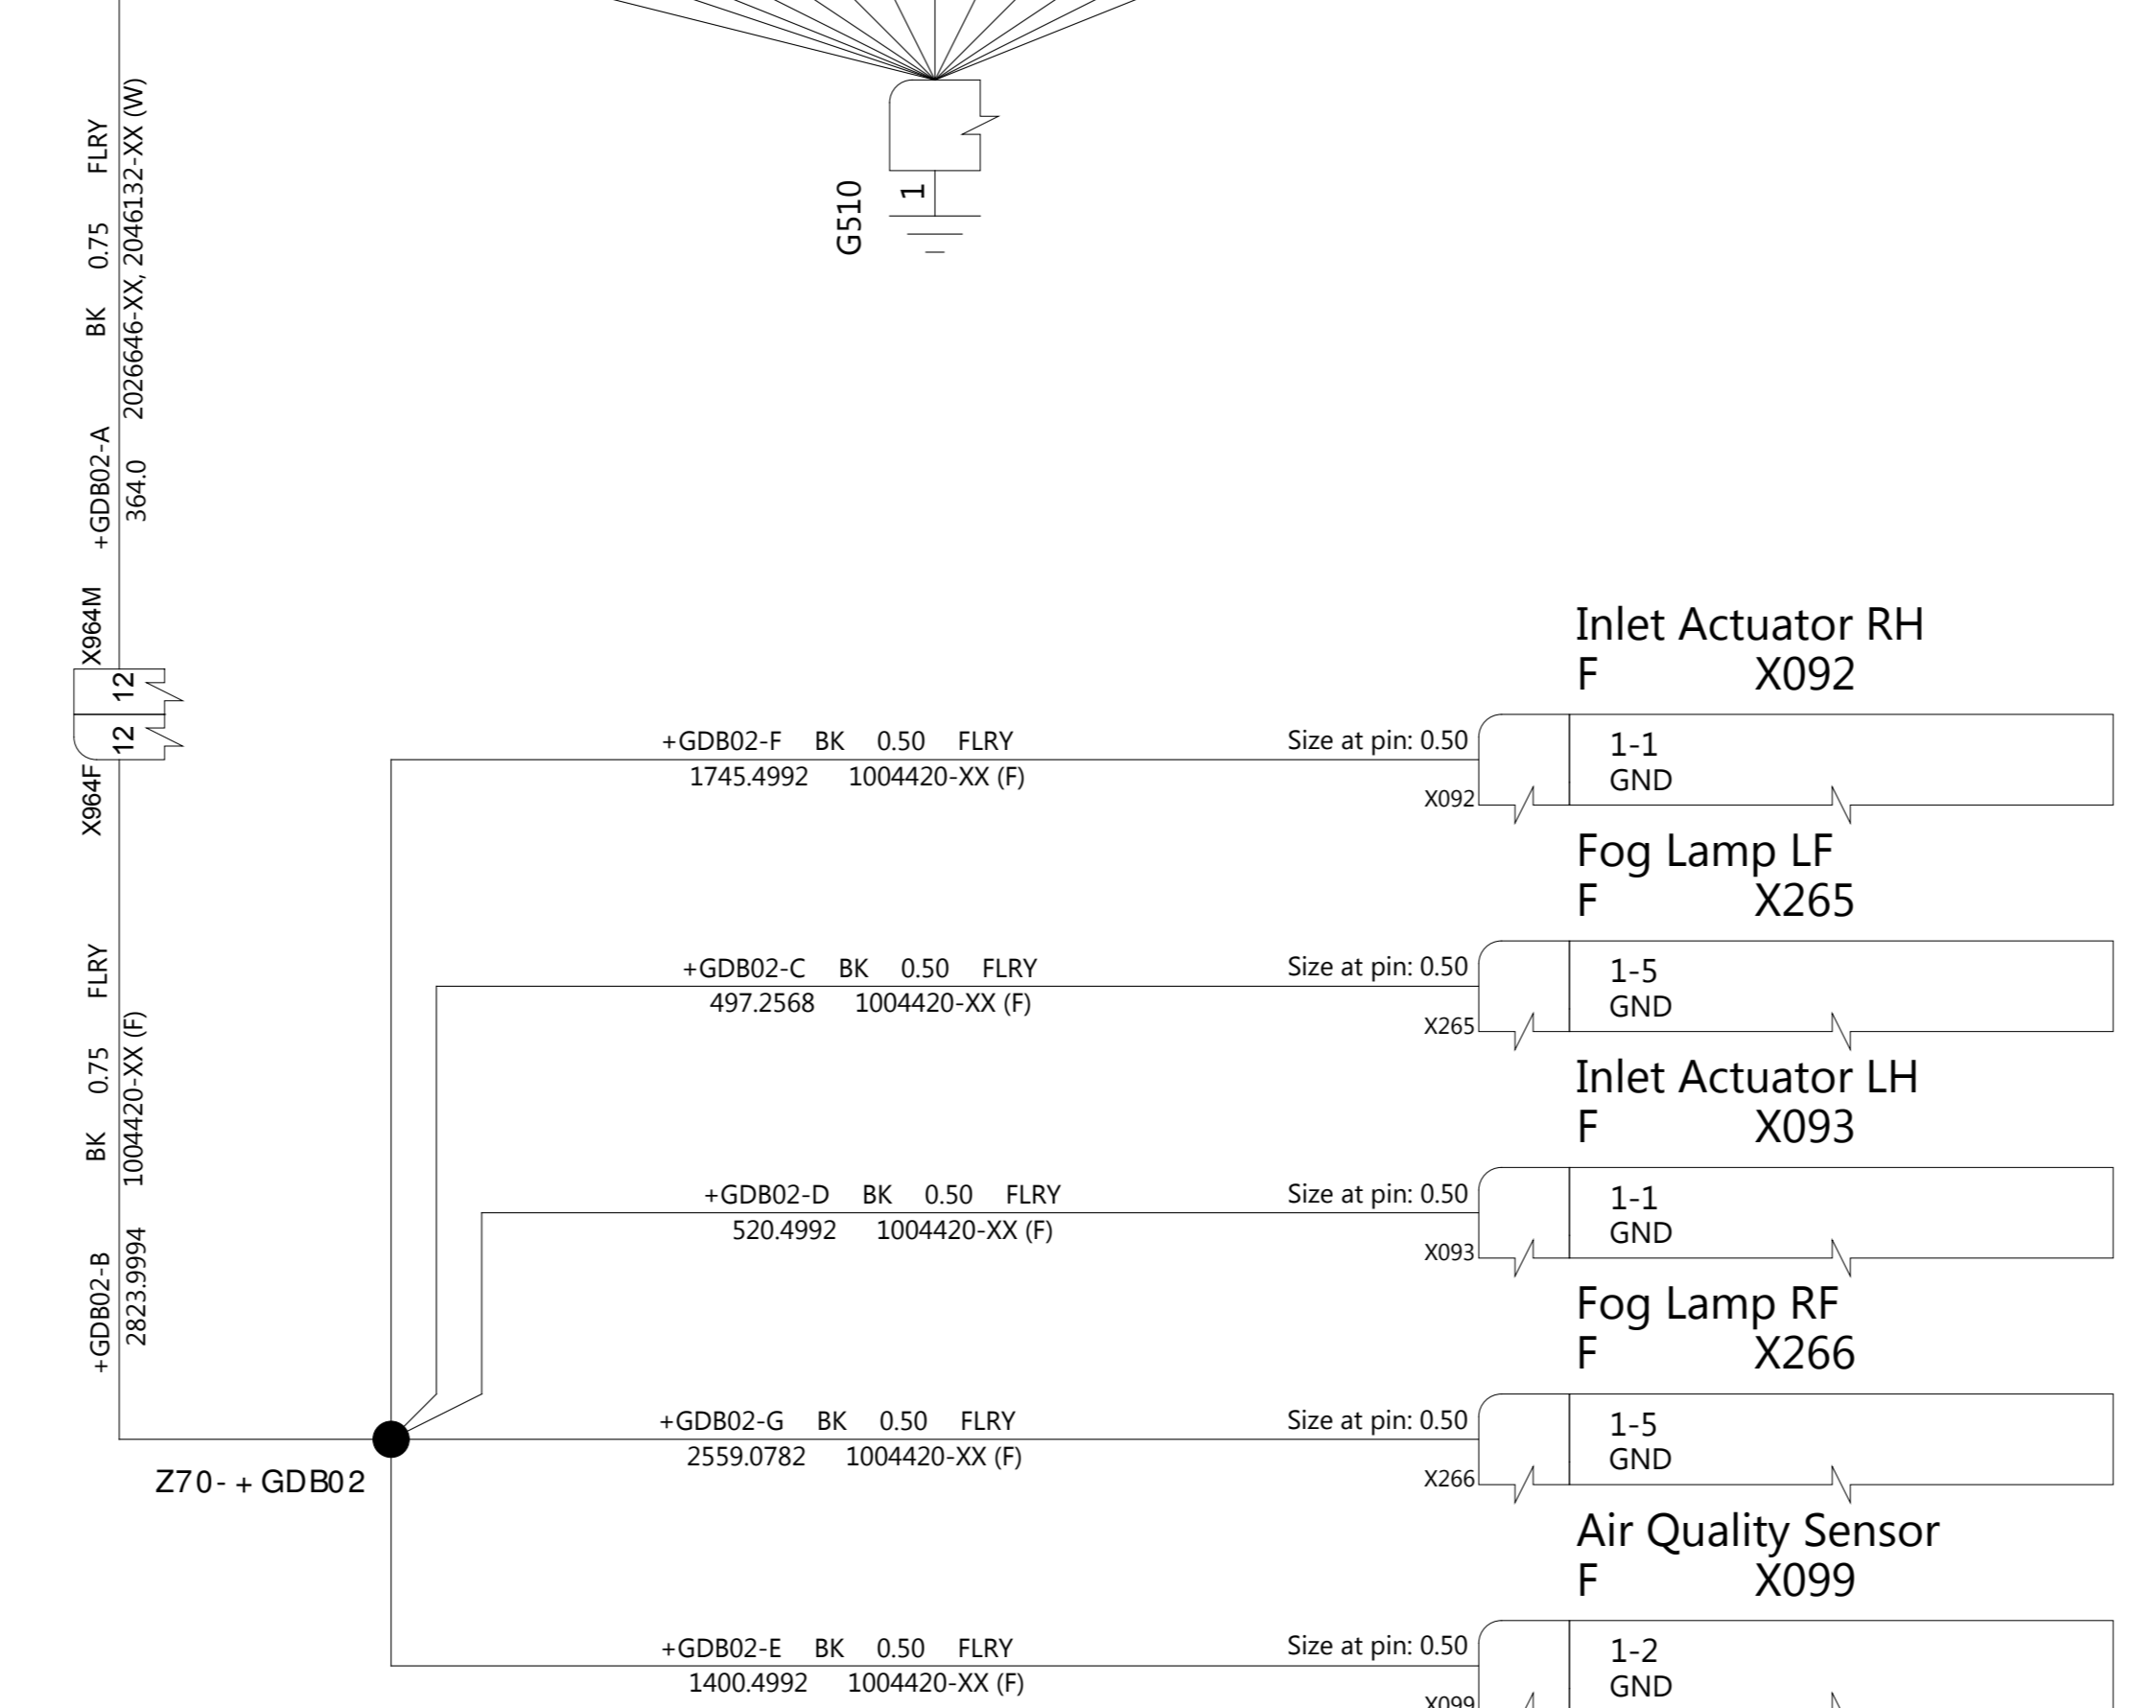 +GDB02-A BK 0.75 FLRY
364.0 2026646-XX, 2046132-XX (W)
G510
1
X964M
12
12
X964F
+GDB02-B BK 0.75 FLRY
2823.9994 1004420-XX (F)
Inlet Actuator RH
F X092
+GDB02-F BK 0.50 FLRY
Size at pin: 0.50
1745.4992 1004420-XX (F)
X092
1-1
GND
Fog Lamp LF
F X265
+GDB02-C BK 0.50 FLRY
Size at pin: 0.50
497.2568 1004420-XX (F)
X265
1-5
GND
Inlet Actuator LH
F X093
+GDB02-D BK 0.50 FLRY
Size at pin: 0.50
520.4992 1004420-XX (F)
X093
1-1
GND
Fog Lamp RF
F X266
+GDB02-G BK 0.50 FLRY
Size at pin: 0.50
2559.0782 1004420-XX (F)
X266
1-5
GND
Z70-+GDB02
Air Quality Sensor
F X099
+GDB02-E BK 0.50 FLRY
Size at pin: 0.50
1400.4992 1004420-XX (F)
X099
1-2
GND